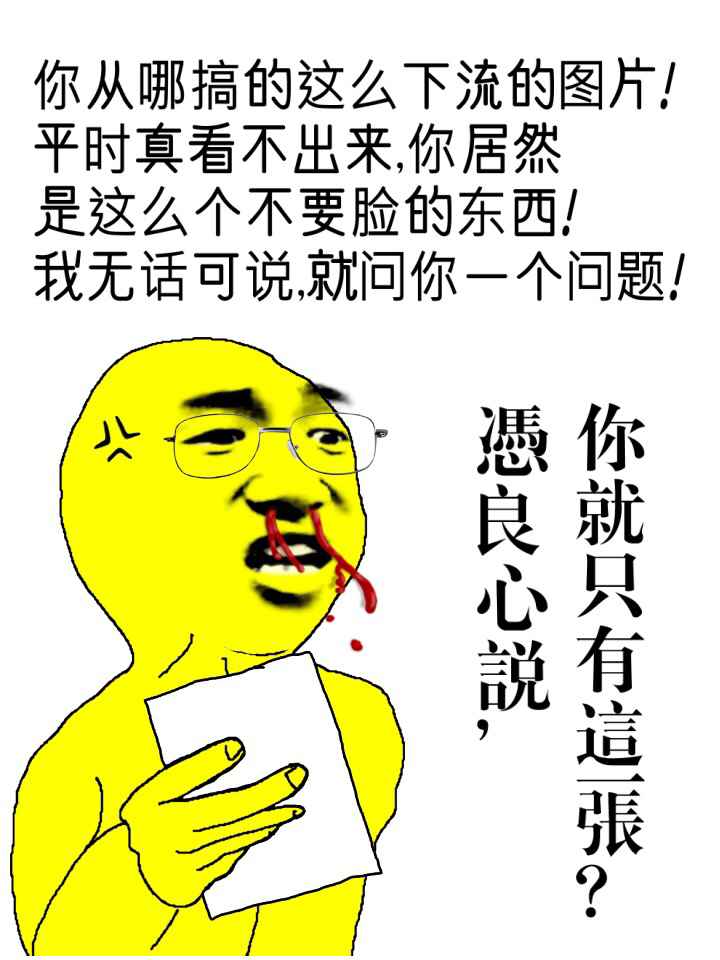 你从哪搞的这么下流的图片!
平时真看不出来,你居然
是这么个不要脸的东西!
我无话可说,就问你一个问题!
憑良心説,
你就只有這一張?